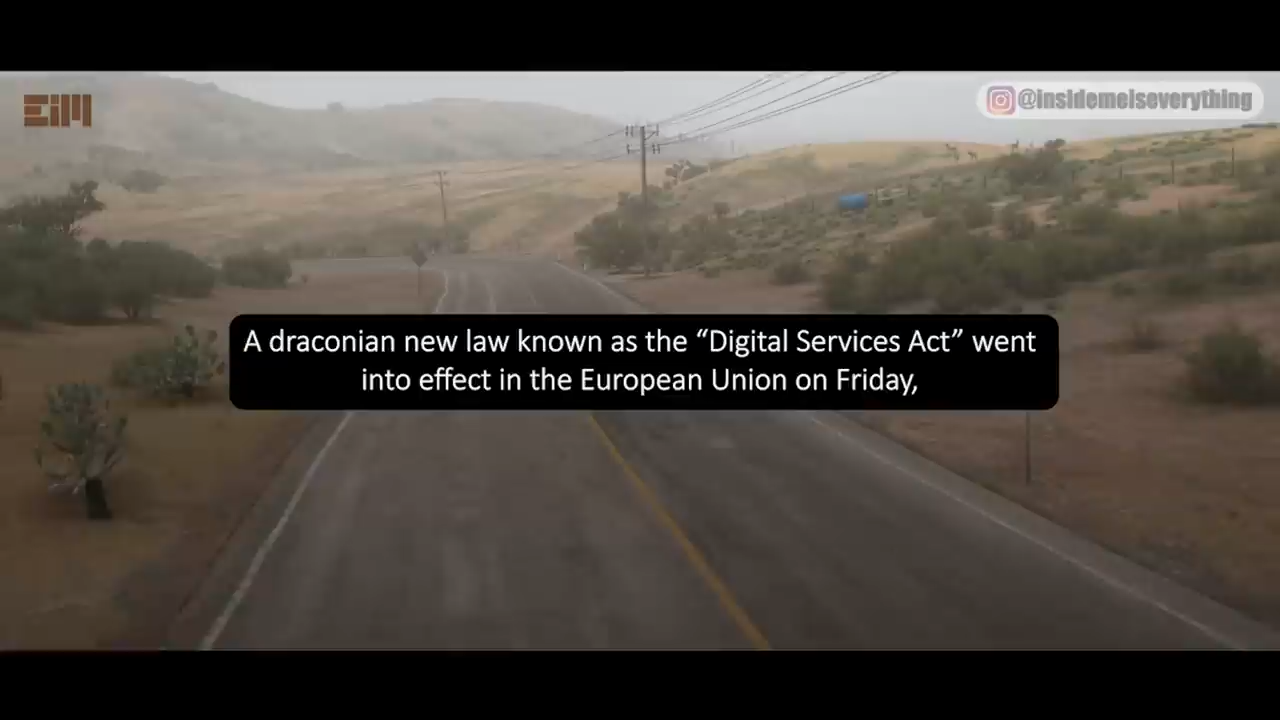 EiM
@insidemeiseverything
A draconian new law known as the “Digital Services Act” went
into effect in the European Union on Friday,